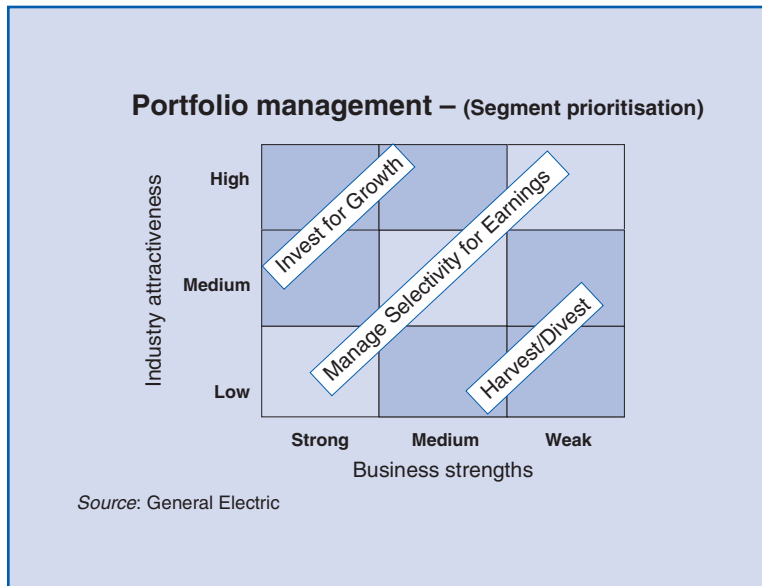 Portfolio management – (Segment prioritisation)
Industry attractiveness
High
Medium
Low
Invest for Growth
Manage Selectivity for Earnings
Harvest/Divest
Strong Medium Weak
Business strengths
Source: General Electric